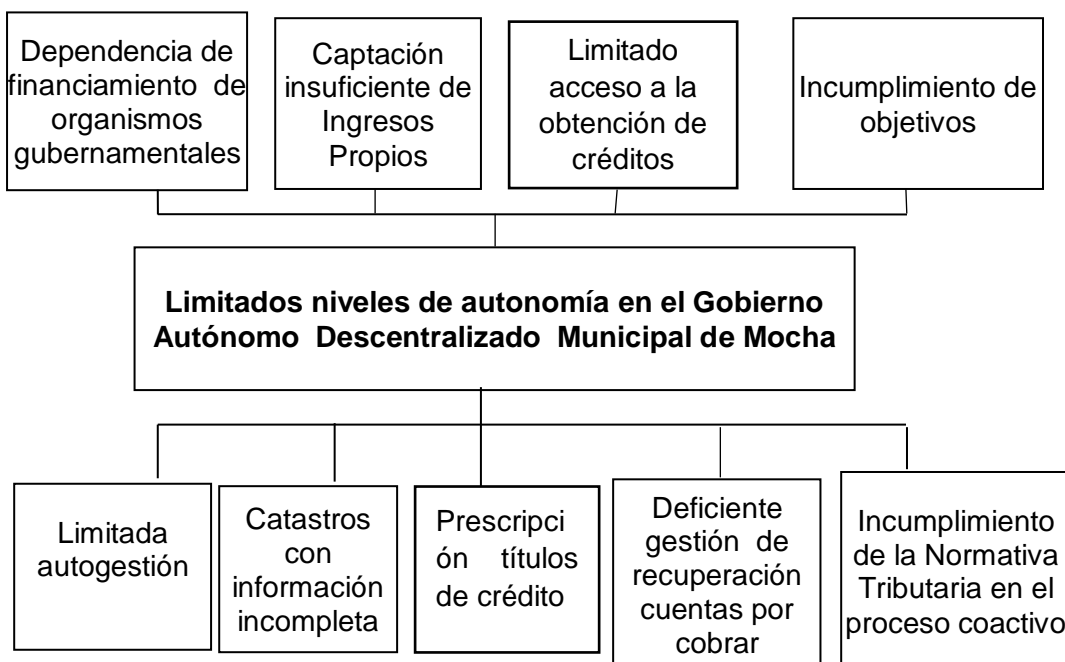 Dependencia de
financiamiento de
organismos
gubernamentales
Captación
insuficiente de
Ingresos
Propios
Limitado
acceso a la
obtención de
créditos
Incumplimiento de
objetivos
Limitados niveles de autonomía en el Gobierno
Autónomo Descentralizado Municipal de Mocha
Limitada
autogestión
Catastros
con
información
incompleta
Prescripci
ón títulos
de crédito
Deficiente
gestión de
recuperación
cuentas por
cobrar
Incumplimiento
de la Normativa
Tributaria en el
proceso coactivo